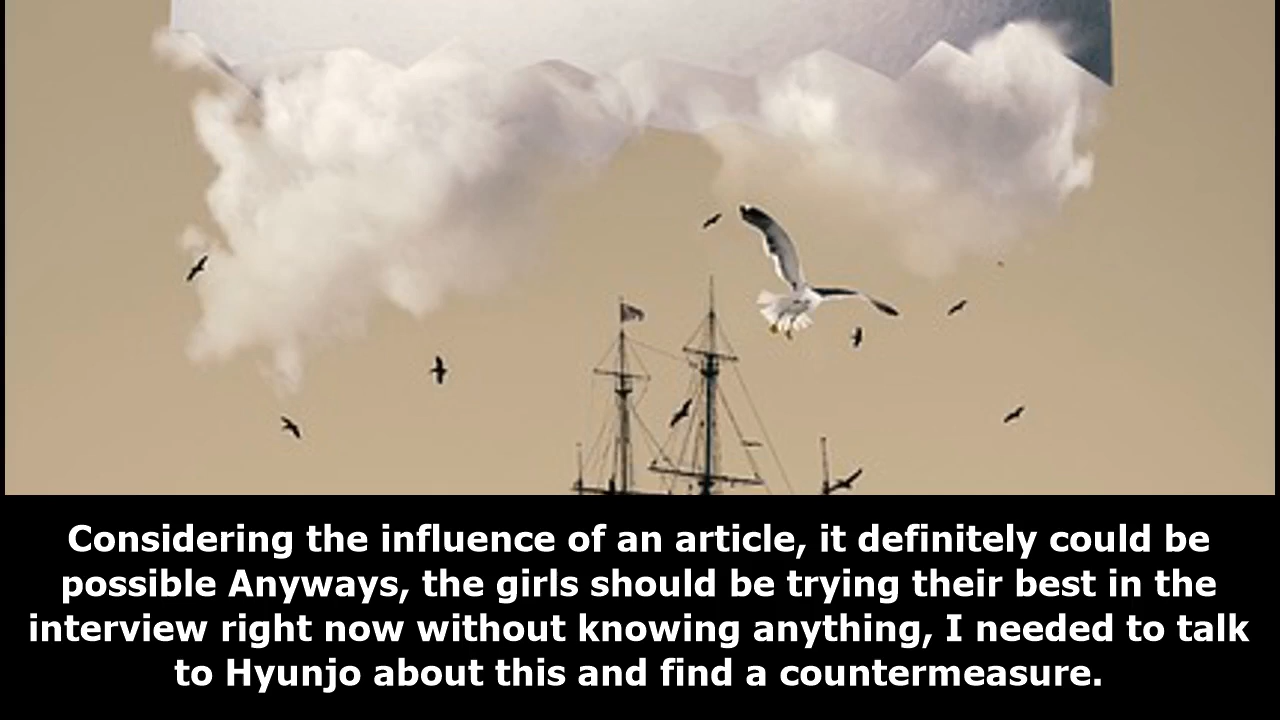 Considering the influence of an article, it definitely could be
possible Anyways, the girls should be trying their best in the
interview right now without knowing anything, I needed to talk
to Hyunjo about this and find a countermeasure.